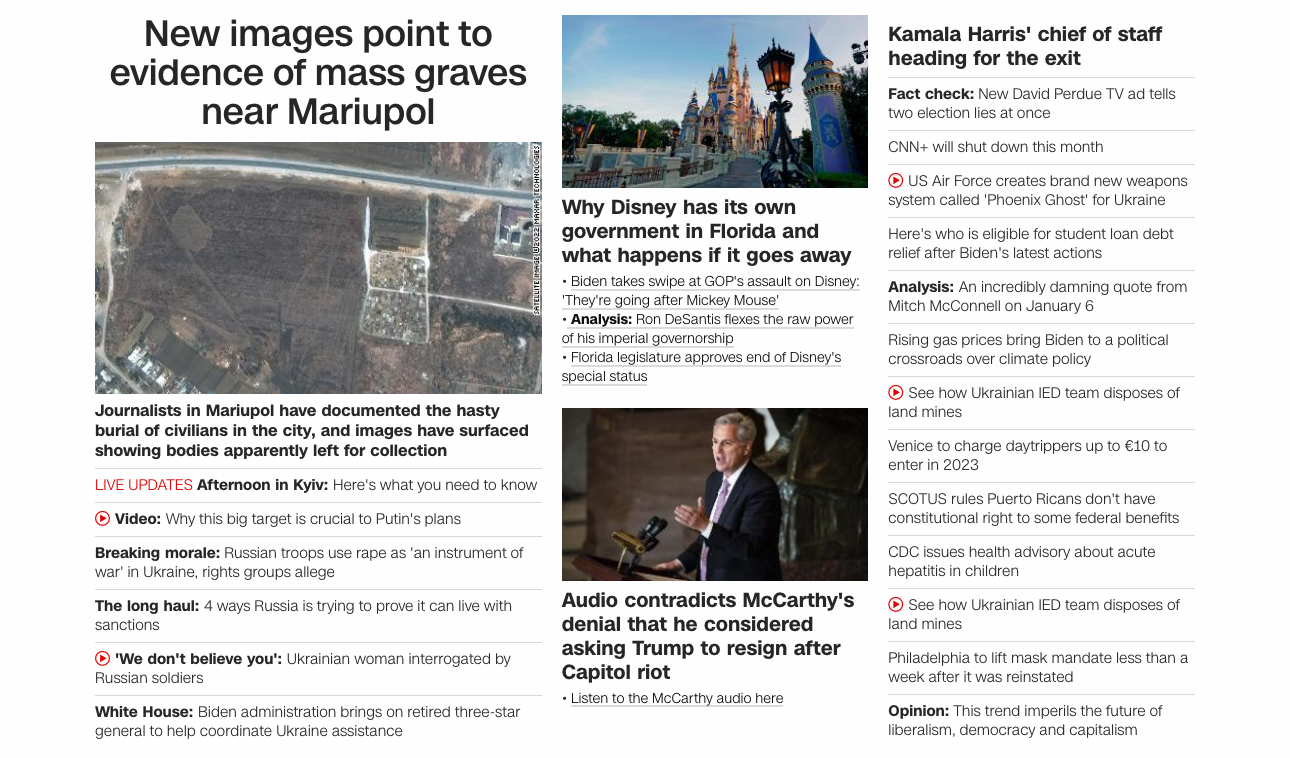 New images point to
evidence of mass graves
near Mariupol
SATELLITE IMAGE ©2022 MAXAR TECHNOLOGIES
Journalists in Mariupol have documented the hasty
burial of civilians in the city, and images have surfaced
showing bodies apparently left for collection
LIVE UPDATES Afternoon in Kyiv: Here's what you need to know
Video: Why this big target is crucial to Putin's plans
Breaking morale: Russian troops use rape as 'an instrument of
war' in Ukraine, rights groups allege
The long haul: 4 ways Russia is trying to prove it can live with
sanctions
'We don't believe you': Ukrainian woman interrogated by
Russian soldiers
White House: Biden administration brings on retired three-star
general to help coordinate Ukraine assistance
Why Disney has its own
government in Florida and
what happens if it goes away
• Biden takes swipe at GOP's assault on Disney:
'They're going after Mickey Mouse'
• Analysis: Ron DeSantis flexes the raw power
of his imperial governorship
• Florida legislature approves end of Disney's
special status
Audio contradicts McCarthy's
denial that he considered
asking Trump to resign after
Capitol riot
• Listen to the McCarthy audio here
Kamala Harris' chief of staff
heading for the exit
Fact check: New David Perdue TV ad tells
two election lies at once
CNN+ will shut down this month
US Air Force creates brand new weapons
system called 'Phoenix Ghost' for Ukraine
Here's who is eligible for student loan debt
relief after Biden's latest actions
Analysis: An incredibly damning quote from
Mitch McConnell on January 6
Rising gas prices bring Biden to a political
crossroads over climate policy
See how Ukrainian IED team disposes of
land mines
Venice to charge daytrippers up to €10 to
enter in 2023
SCOTUS rules Puerto Ricans don't have
constitutional right to some federal benefits
CDC issues health advisory about acute
hepatitis in children
See how Ukrainian IED team disposes of
land mines
Philadelphia to lift mask mandate less than a
week after it was reinstated
Opinion: This trend imperils the future of
liberalism, democracy and capitalism